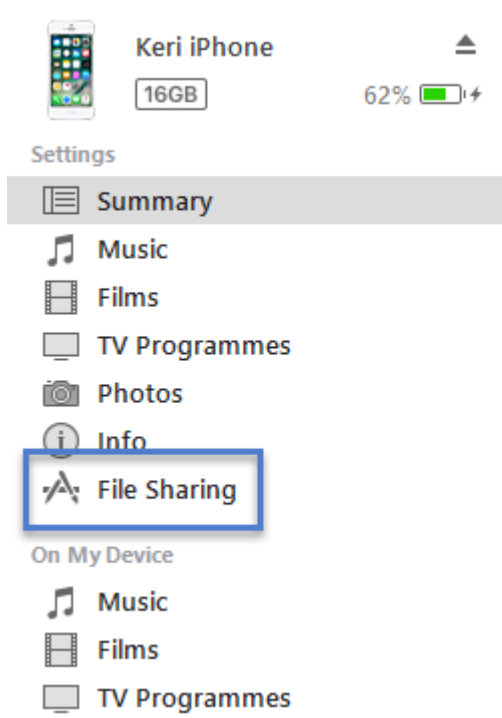 Keri iPhone
16GB
62%
Settings
Summary
Music
Films
TV Programmes
Photos
Info
File Sharing
On My Device
Music
Films
TV Programmes